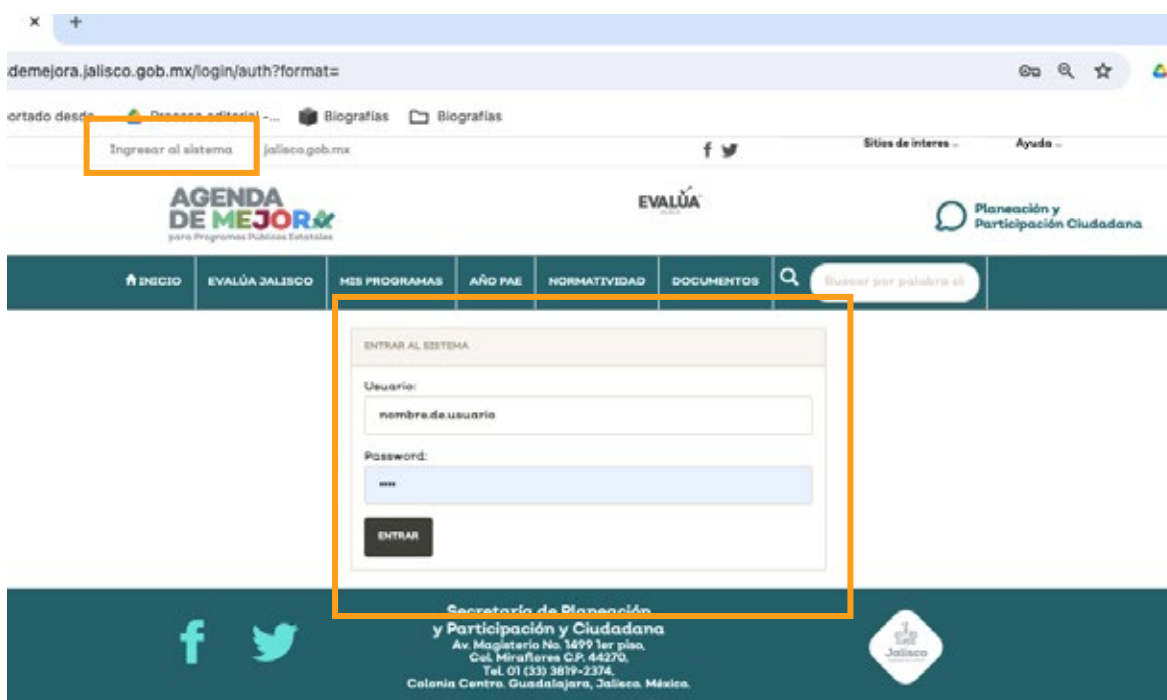 × +
demejora.jalisco.gob.mx/login/auth?format=
ortado desde Proceso editorial -... Biografías Biografías
Ingresar al sistema jalisco.gob.mx Sitios de interes Ayuda
AGENDA
DE MEJORA
para Programas Públicos Estatales
EVALÚA
Planeación y
Participación Ciudadana
INICIO EVALÚA JALISCO MIS PROGRAMAS AÑO PAE NORMATIVIDAD DOCUMENTOS Buscar por palabra cl
ENTRAR AL SISTEMA
Usuario:
nombre.de.usuario
Password:
••••
ENTRAR
Secretaría de Planeación
y Participación y Ciudadana
Av. Magisterio No. 1499 1er piso,
Col. Miraflores C.P. 44270,
Tel. 01 (33) 3819-2374,
Colonia Centro. Guadalajara, Jalisco. México.
Jalisco